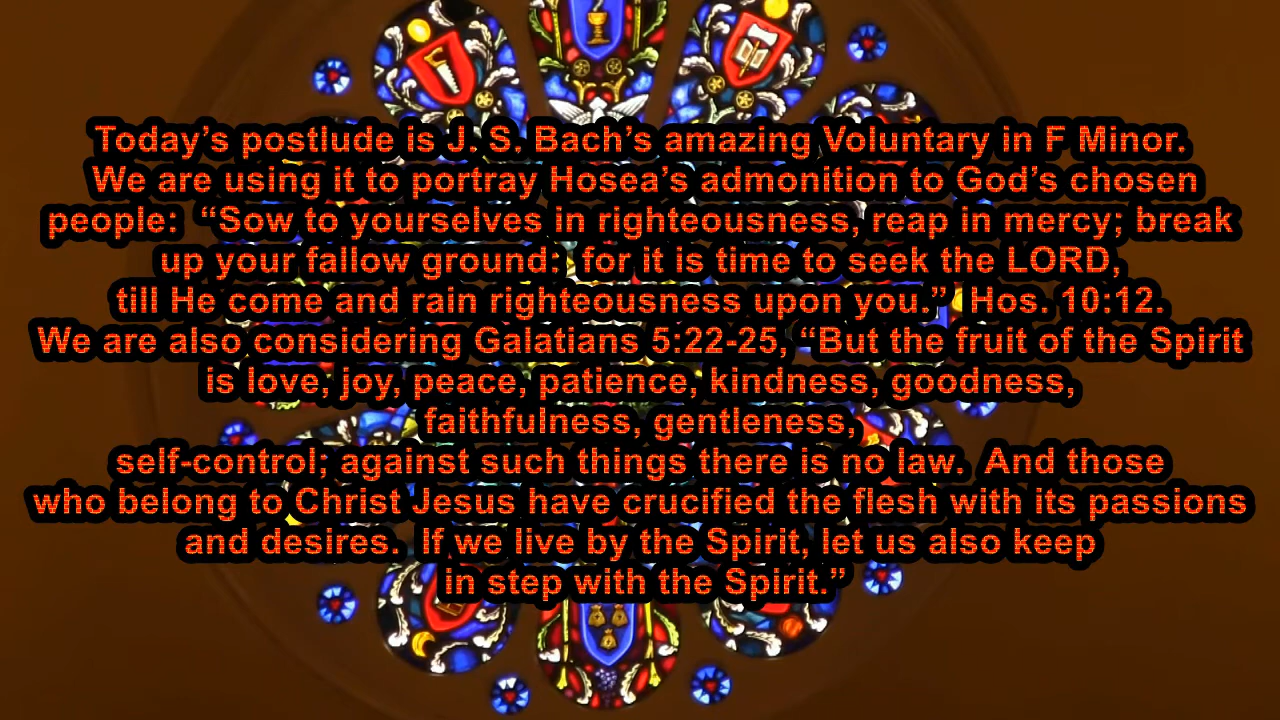 Today’s postlude is J. S. Bach’s amazing Voluntary in F Minor.
We are using it to portray Hosea’s admonition to God’s chosen
people:  “Sow to yourselves in righteousness, reap in mercy; break
up your fallow ground:  for it is time to seek the LORD,
till He come and rain righteousness upon you.”  Hos. 10:12.
We are also considering Galatians 5:22-25, “But the fruit of the Spirit
is love, joy, peace, patience, kindness, goodness,
faithfulness, gentleness,
self-control; against such things there is no law.  And those
who belong to Christ Jesus have crucified the flesh with its passions
and desires.  If we live by the Spirit, let us also keep
in step with the Spirit.”